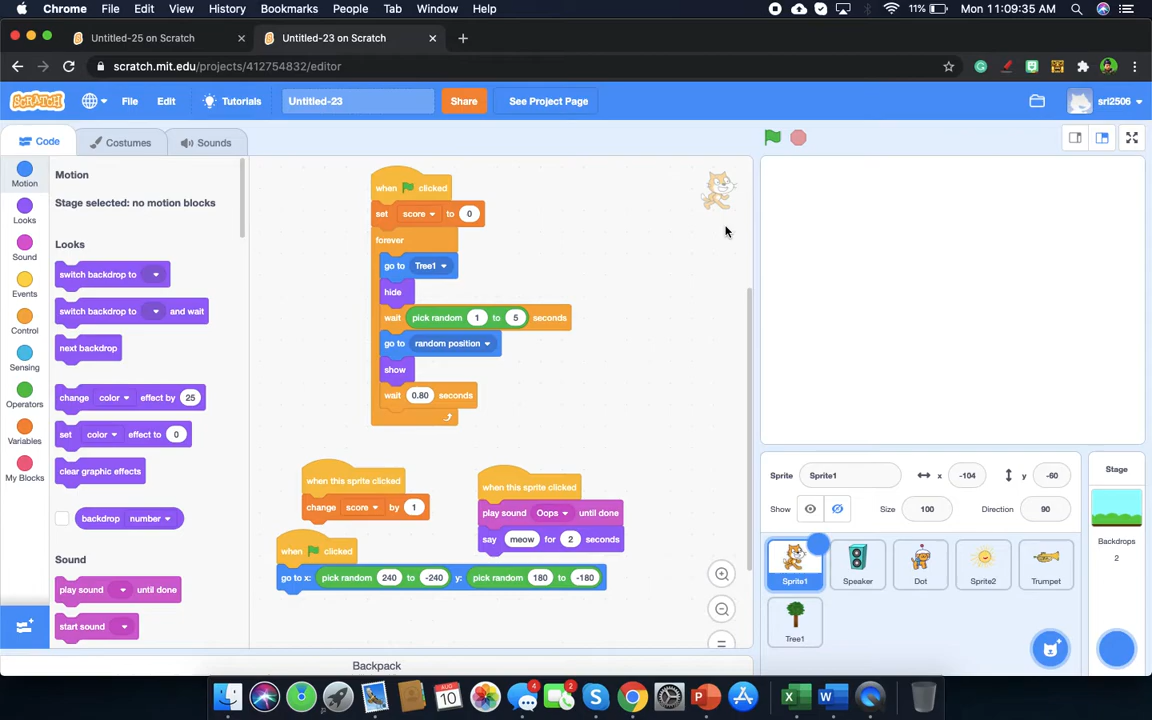 Chrome File Edit View History Bookmarks People Tab Window Help 11% Mon 11:09:35 AM
Untitled-25 on Scratch Untitled-23 on Scratch
scratch.mit.edu/projects/412754832/editor
SCRATCH File Edit Tutorials Untitled-23 Share See Project Page sri2506
Code Costumes Sounds
Motion
Looks
Sound
Events
Control
Sensing
Operators
Variables
My Blocks
Motion
Stage selected: no motion blocks
Looks
switch backdrop to
switch backdrop to and wait
next backdrop
change color effect by 25
set color effect to 0
clear graphic effects
backdrop number
Sound
play sound until done
start sound
when clicked
set score to 0
forever
go to Tree1
hide
wait pick random 1 to 5 seconds
go to random position
show
wait 0.80 seconds
when this sprite clicked
change score by 1
when this sprite clicked
play sound Oops until done
say meow for 2 seconds
when clicked
go to x: pick random 240 to -240 y: pick random 180 to -180
Backpack
Sprite Sprite1 x -104 y -60
Show Size 100 Direction 90
Sprite1 Speaker Dot Sprite2 Trumpet
Tree1
Stage
Backdrops
2
AUG
10
4
2